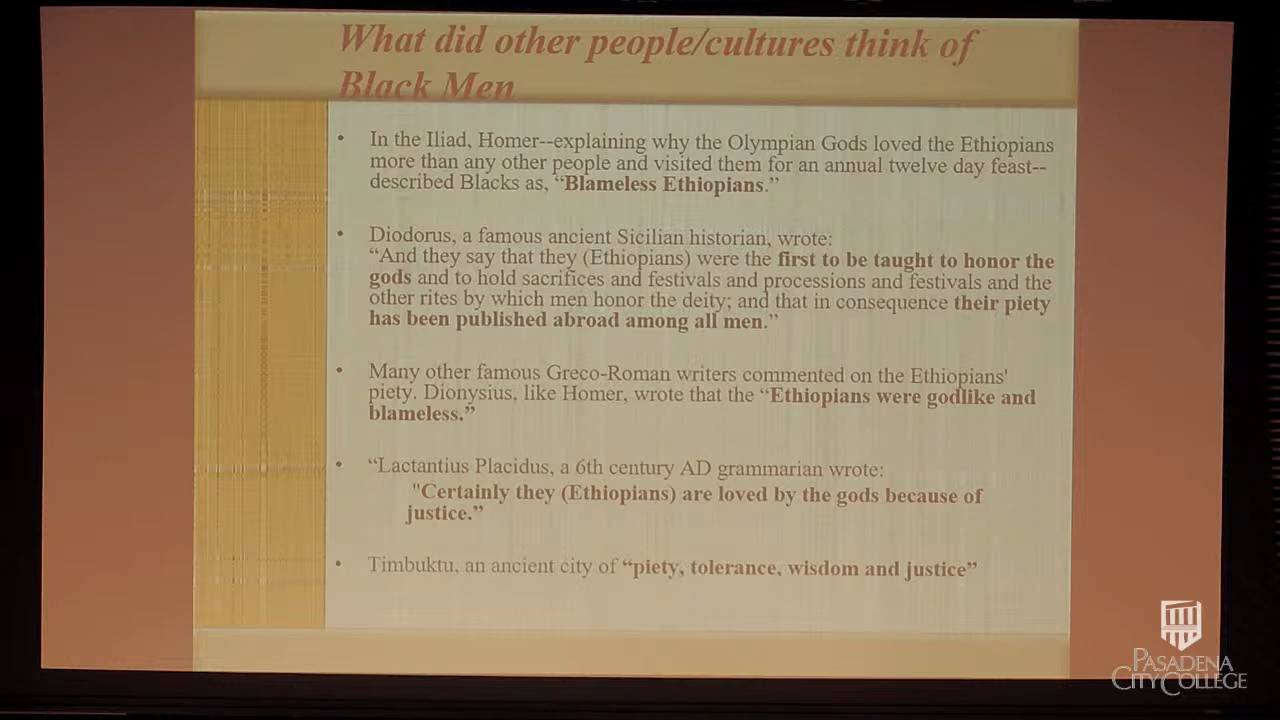 What did other people/cultures think of
Black Men
• In the Iliad, Homer--explaining why the Olympian Gods loved the Ethiopians
more than any other people and visited them for an annual twelve day feast--
described Blacks as, “Blameless Ethiopians.”
• Diodorus, a famous ancient Sicilian historian, wrote:
“And they say that they (Ethiopians) were the first to be taught to honor the
gods and to hold sacrifices and festivals and processions and festivals and the
other rites by which men honor the deity; and that in consequence their piety
has been published abroad among all men.”
• Many other famous Greco-Roman writers commented on the Ethiopians'
piety. Dionysius, like Homer, wrote that the “Ethiopians were godlike and
blameless.”
• “Lactantius Placidus, a 6th century AD grammarian wrote:
"Certainly they (Ethiopians) are loved by the gods because of
justice.”
• Timbuktu, an ancient city of “piety, tolerance, wisdom and justice”
PASADENA
CITY COLLEGE